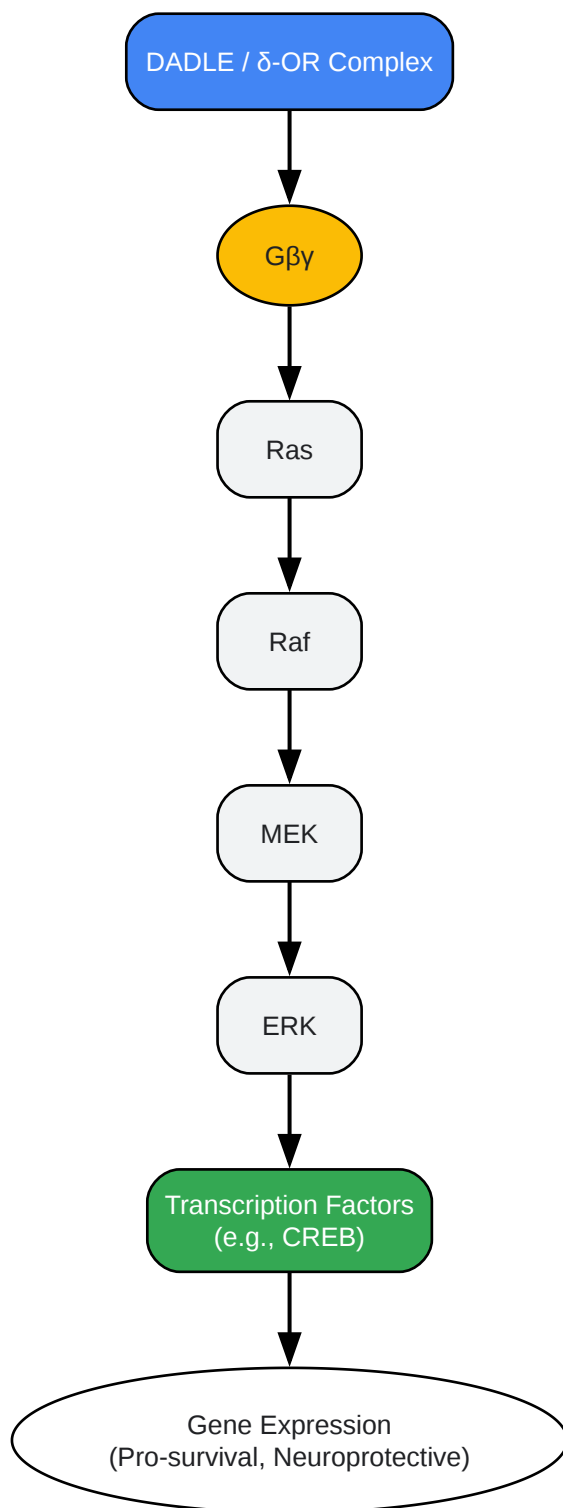 DADLE / δ-OR Complex
Gβγ
Ras
Raf
MEK
ERK
Transcription Factors
(e.g., CREB)
Gene Expression
(Pro-survival, Neuroprotective)